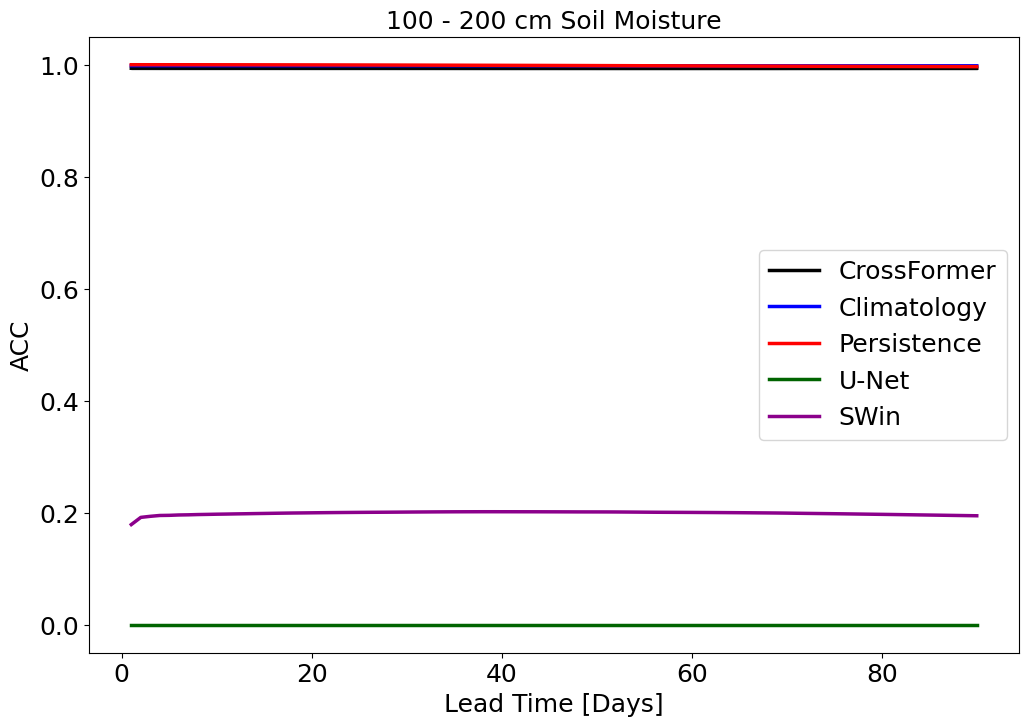 100 - 200 cm Soil Moisture
1.0
0.8
0.6
0.4
0.2
0.0
ACC
CrossFormer
Climatology
Persistence
U-Net
SWin
0 20 40 60 80
Lead Time [Days]